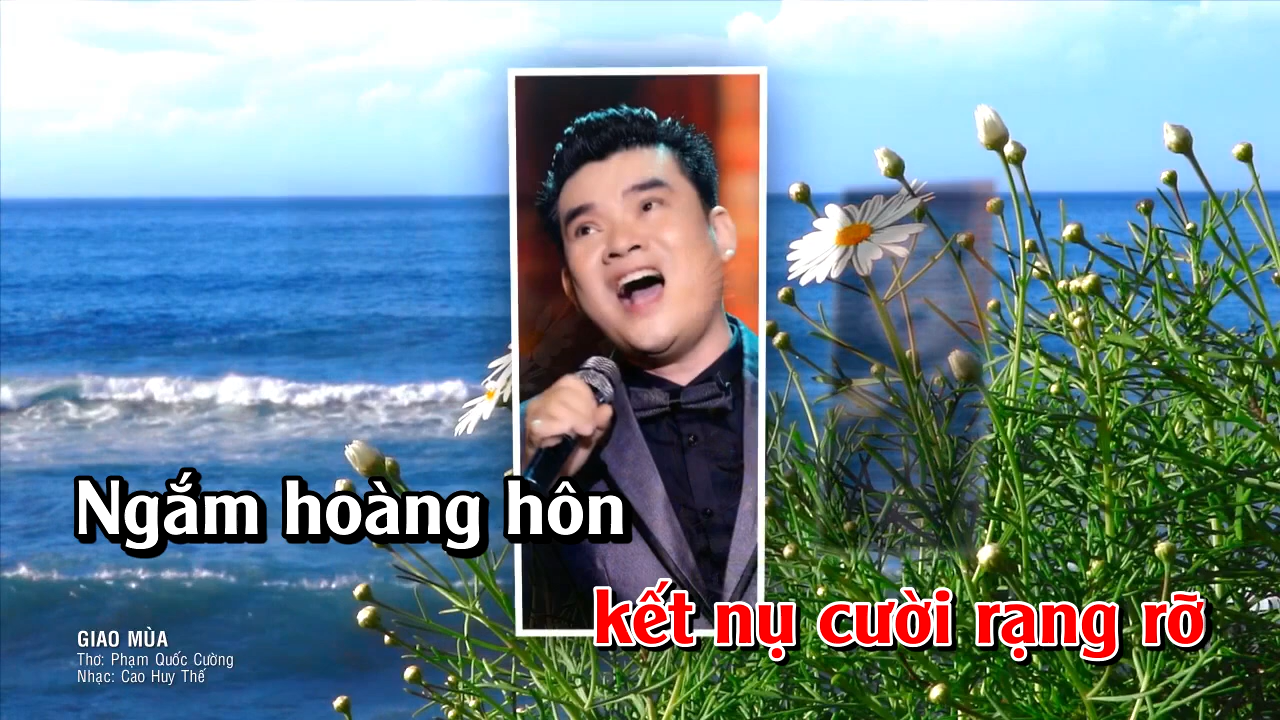 Ngắm hoàng hôn
kết nụ cười rạng rỡ
GIAO MÙA
Thơ: Phạm Quốc Cường
Nhạc: Cao Huy Thế